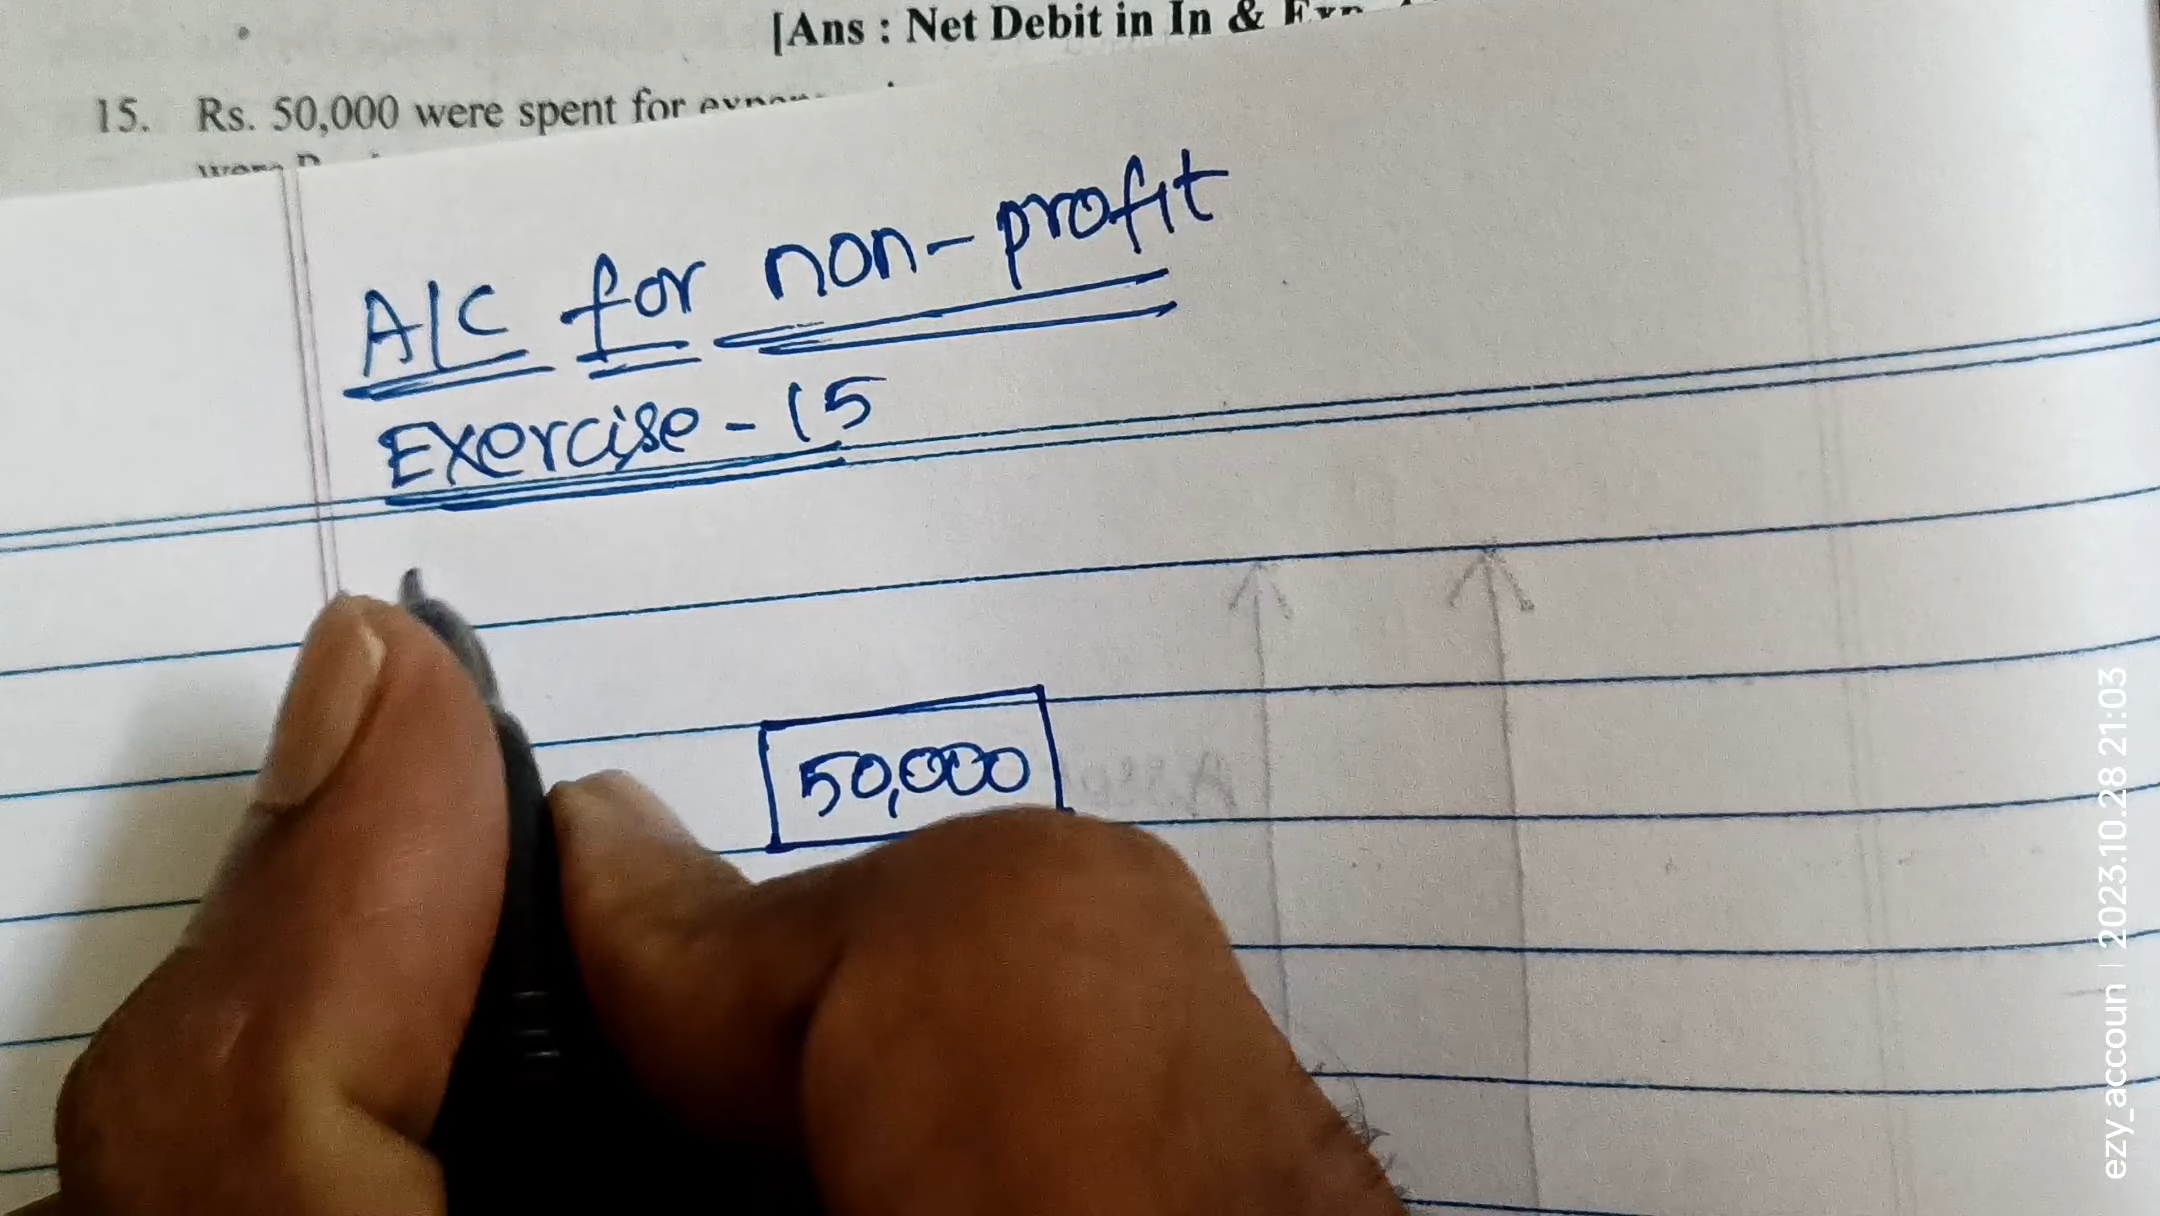 [Ans : Net Debit in In &
15. Rs. 50,000 were spent for
A/C for non-profit
Exercise - 15
50,000
ezy_accoun | 2023.10.28 21:03